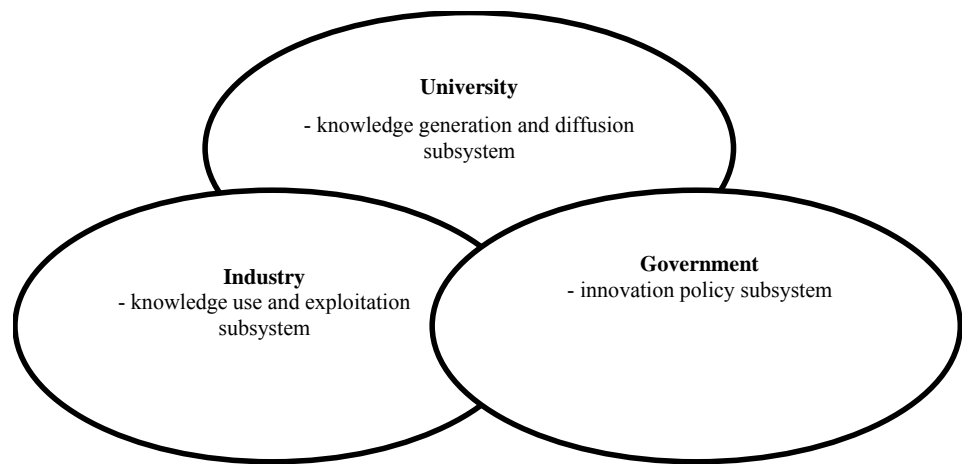 University
- knowledge generation and diffusion
subsystem
Industry
- knowledge use and exploitation
subsystem
Government
- innovation policy subsystem